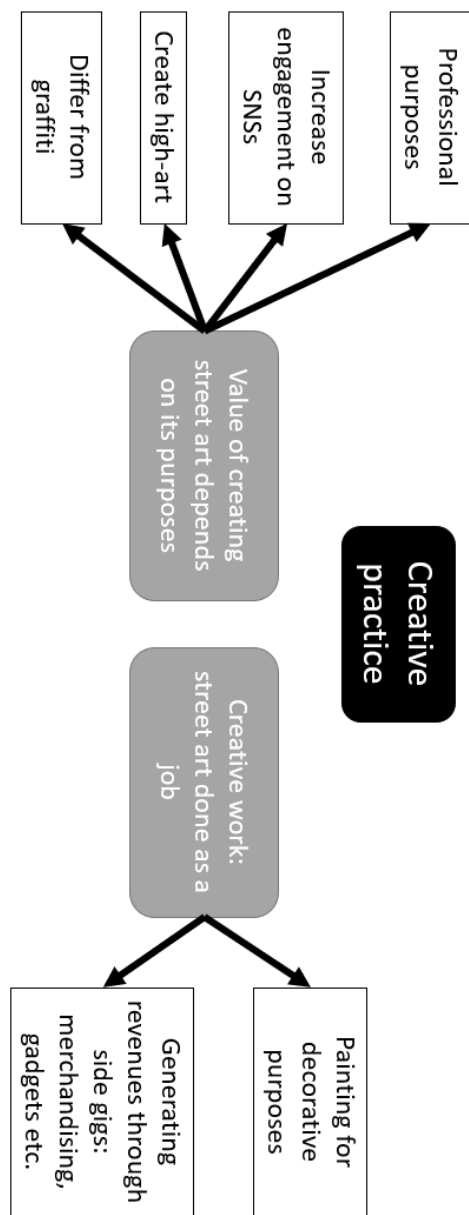 Creative
practice
Value of creating
street art depends
on its purposes
Creative work:
street art done as a
job
Professional
purposes
Increase
engagement on
SNSs
Create high-art
Differ from
graffiti
Painting for
decorative
purposes
Generating
revenues through
side gigs:
merchandising,
gadgets etc.